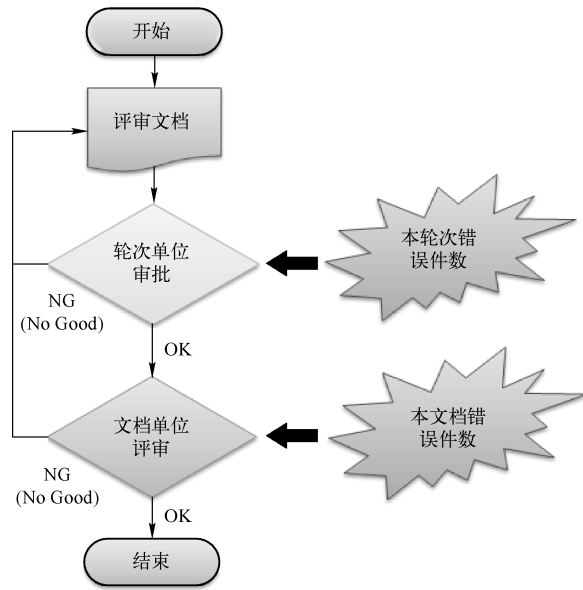 开始
评审文档
轮次单位
审批
本轮次错
误件数
NG
(No Good)
OK
文档单位
评审
本文档错
误件数
NG
(No Good)
OK
结束